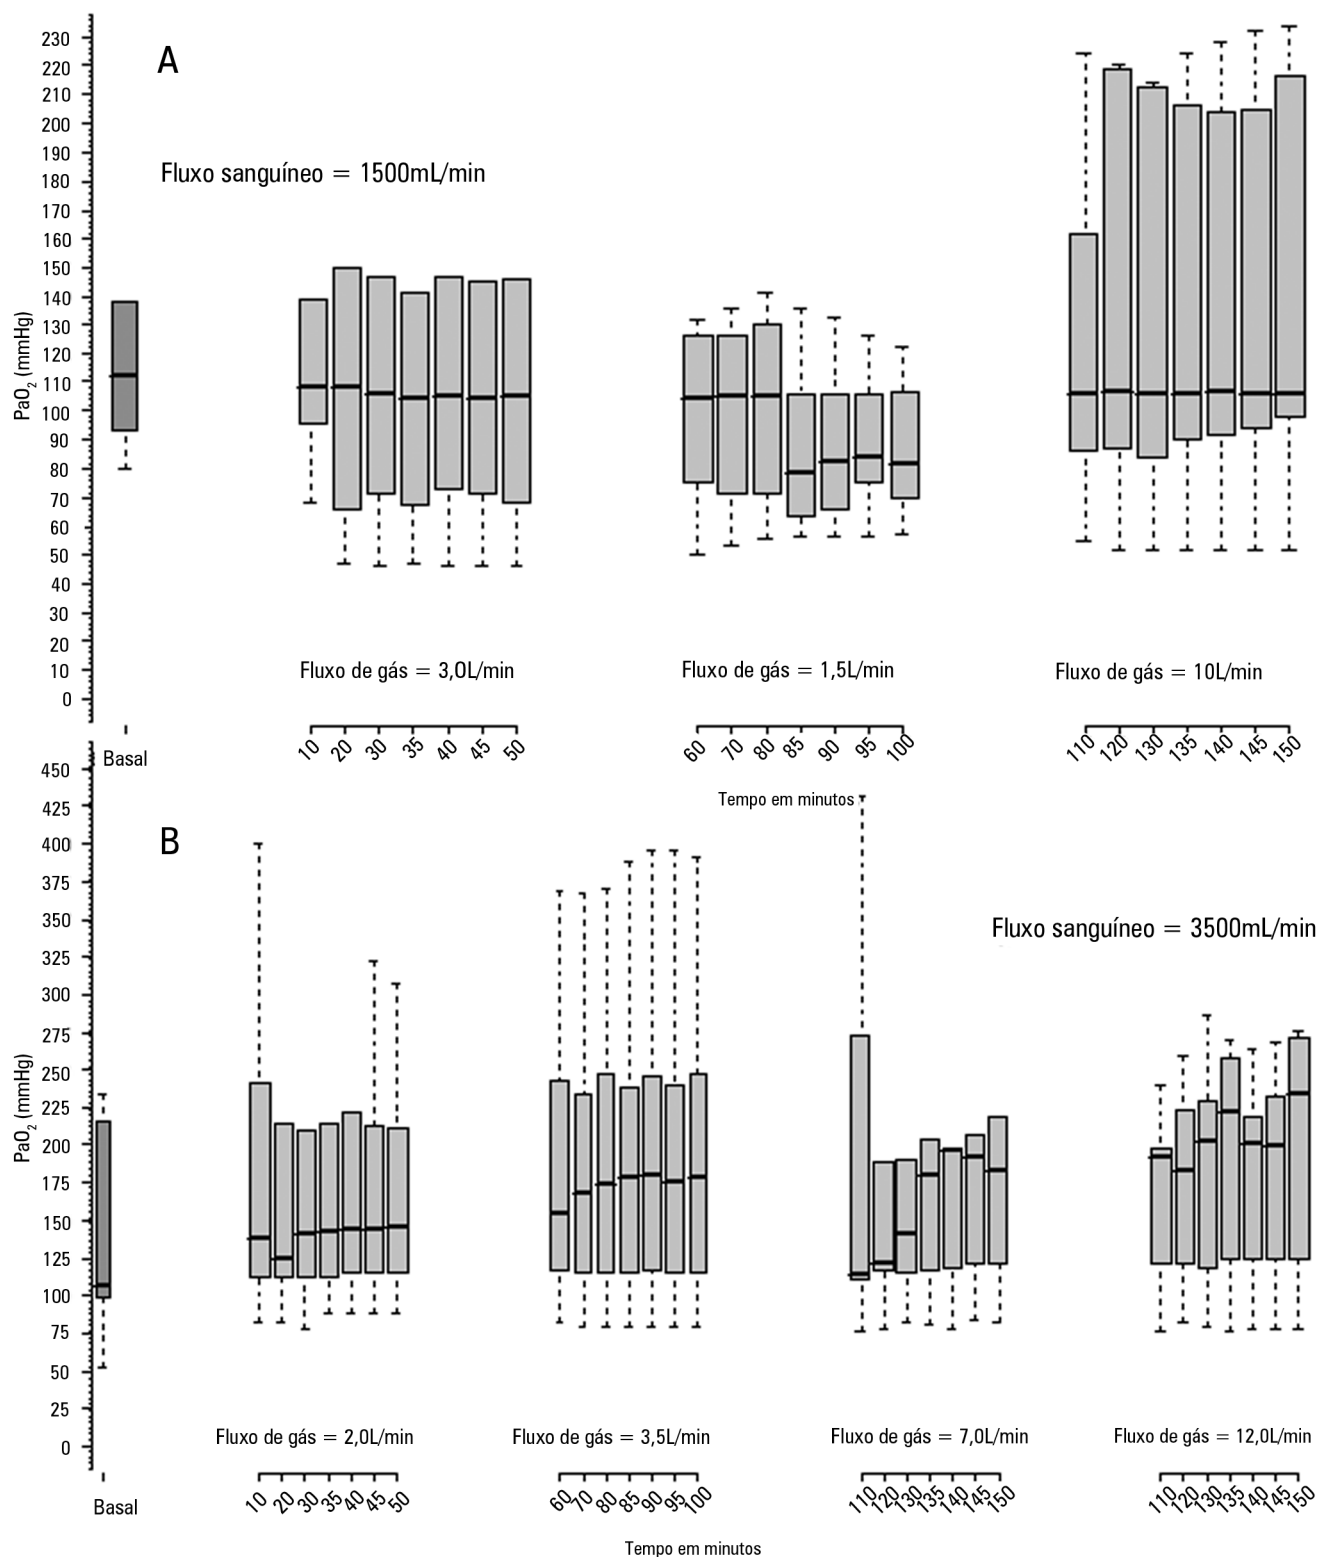 A
Fluxo sanguíneo = 1500mL/min
PaO2 (mmHg)
230
220
210
200
190
180
170
160
150
140
130
120
110
100
90
80
70
60
50
40
30
20
10
0
Fluxo de gás = 3,0L/min
Fluxo de gás = 1,5L/min
Fluxo de gás = 10L/min
Basal
10 20 30 35 40 45 50
60 70 80 85 90 95 100
110 120 130 135 140 145 150
Tempo em minutos
B
Fluxo sanguíneo = 3500mL/min
PaO2 (mmHg)
450
425
400
375
350
325
300
275
250
225
200
175
150
125
100
75
50
25
0
Fluxo de gás = 2,0L/min
Fluxo de gás = 3,5L/min
Fluxo de gás = 7,0L/min
Fluxo de gás = 12,0L/min
Basal
10 20 30 35 40 45 50
60 70 80 85 90 95 100
110 120 130 135 140 145 150
110 120 130 135 140 145 150
Tempo em minutos